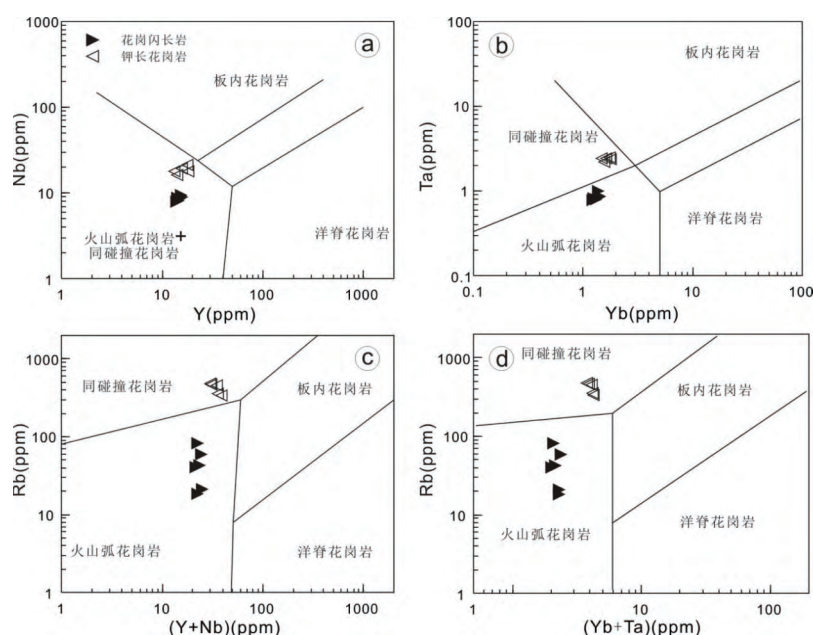 1000
100
10
1
Nb(ppm)
花岗闪长岩
钾长花岗岩
a
板内花岗岩
火山弧花岗岩+
同碰撞花岗岩
洋脊花岗岩
1
10
100
1000
Y(ppm)
100
10
1
0.1
Ta(ppm)
b
板内花岗岩
同碰撞花岗岩
火山弧花岗岩
洋脊花岗岩
0.1
1
10
100
Yb(ppm)
1000
100
10
1
Rb(ppm)
c
同碰撞花岗岩
板内花岗岩
火山弧花岗岩
洋脊花岗岩
1
10
100
1000
(Y+Nb)(ppm)
1000
100
10
1
Rb(ppm)
同碰撞花岗岩
d
板内花岗岩
火山弧花岗岩
洋脊花岗岩
1
10
100
(Yb+Ta)(ppm)